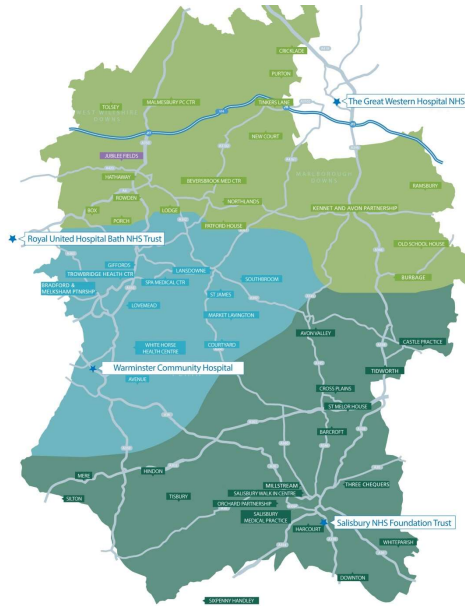 CRICKLADE
PURTON
The Great Western Hospital NHS
TOLSEY
MALMESBURY PC CTR
TINKERS LANE
NEW COURT
JUBILEE FIELDS
HATHAWAY
BEVERSBROOK MED CTR
RAMSBURY
ROWDEN
NORTHLANDS
KENNET AND AVON PARTNERSHIP
BOX
LODGE
PORCH
PATFORD HOUSE
Royal United Hospital Bath NHS Trust
OLD SCHOOL HOUSE
GIFFORDS
LANSDOWNE
TROWBRIDGE HEALTH CTR
SOUTHBROOM
BURBAGE
SPA MEDICAL CTR
BRADFORD &
MELKSHAM PTNRSHIP
ST JAMES
LOVEMEAD
MARKET LAVINGTON
AVON VALLEY
WHITE HORSE
HEALTH CENTRE
COURTYARD
CASTLE PRACTICE
Warminster Community Hospital
TIDWORTH
AVENUE
CROSS PLAINS
ST MELOR HOUSE
BARCROFT
HINDON
MERE
MILLSTREAM
THREE CHEQUERS
SILTON
TISBURY
SALISBURY WALK IN CENTRE
ORCHARD PARTNERSHIP
SALISBURY
MEDICAL PRACTICE
Salisbury NHS Foundation Trust
HARCOURT
WHITEPARISH
DOWNTON
SIXPENNY HANDLEY